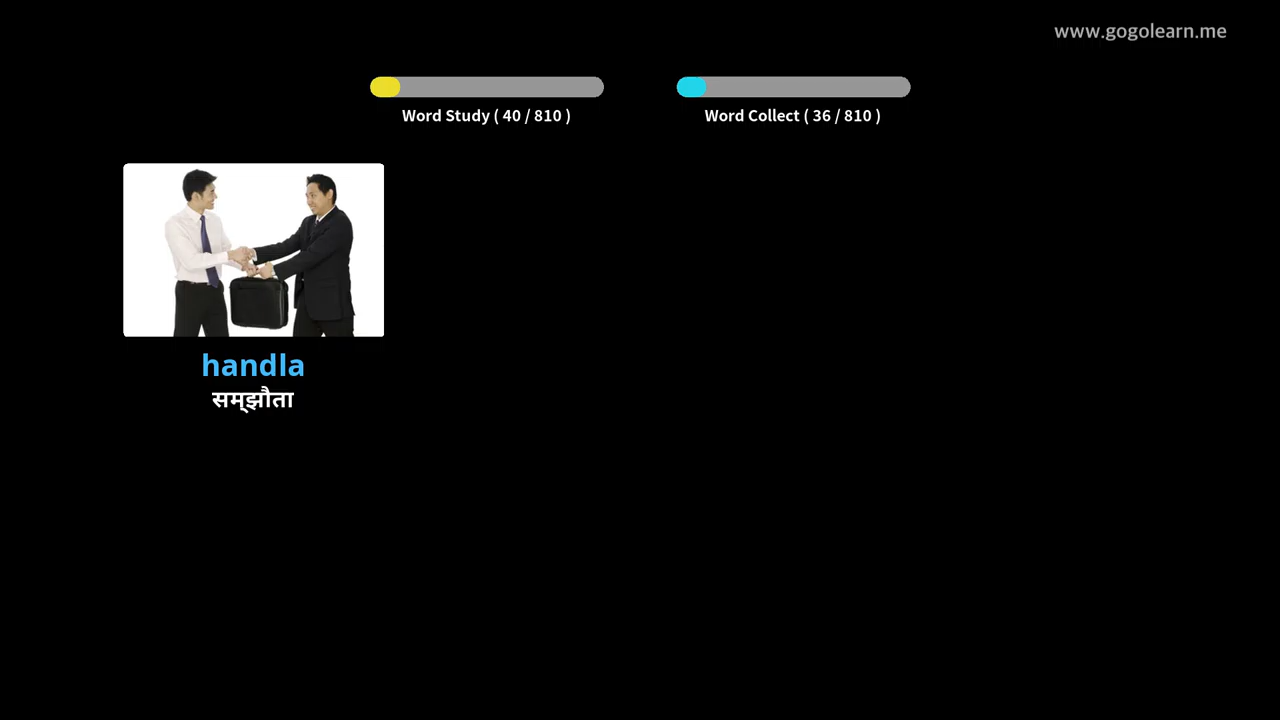 www.gogolearn.me
Word Study ( 40 / 810 )
Word Collect ( 36 / 810 )
handla
सम्झौता